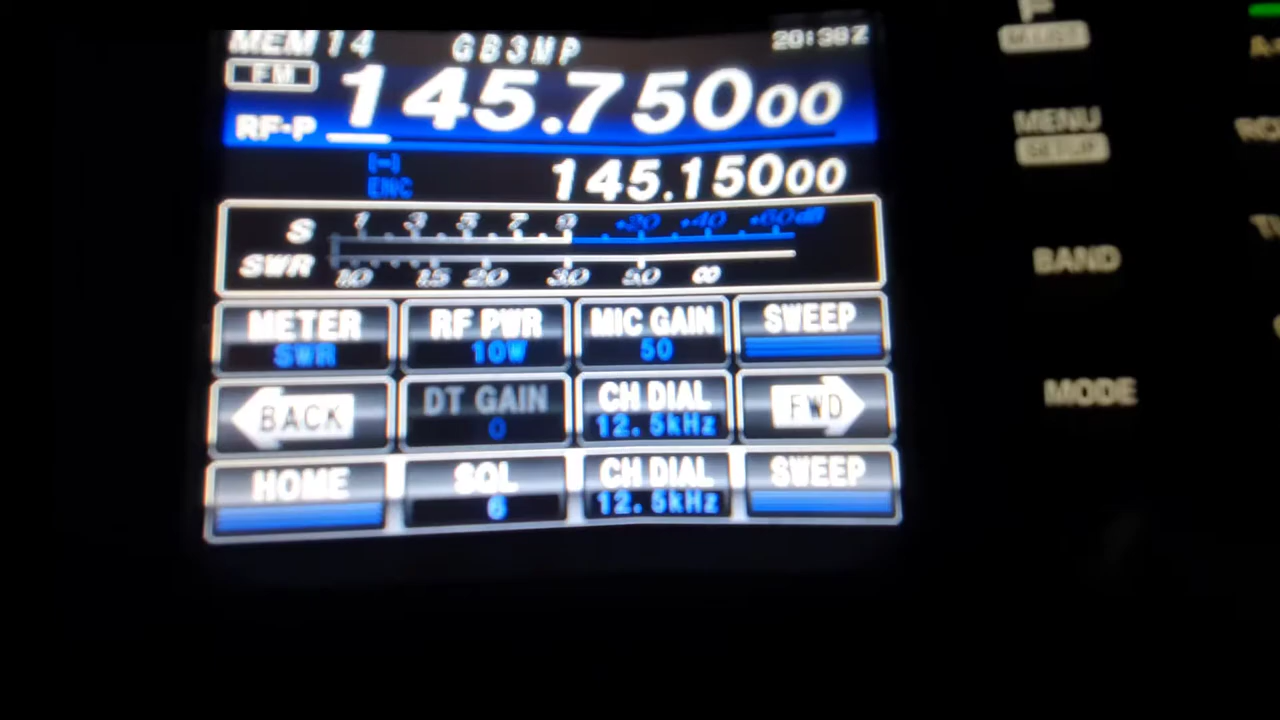 MEM 14 GB3MP 20:38Z
FM 145.75000
RF-P
[-] ENC 145.15000
S 1 3 5 7 9 +20 +40 +60dB
SWR 1.0 1.5 2.0 3.0 5.0 ∞
METER RF PWR MIC GAIN SWEEP
SWR 10W 50
BACK DT GAIN CH DIAL FWD
0 12.5kHz
HOME SQL CH DIAL SWEEP
6 12.5kHz
MENU
SETUP
BAND
MODE